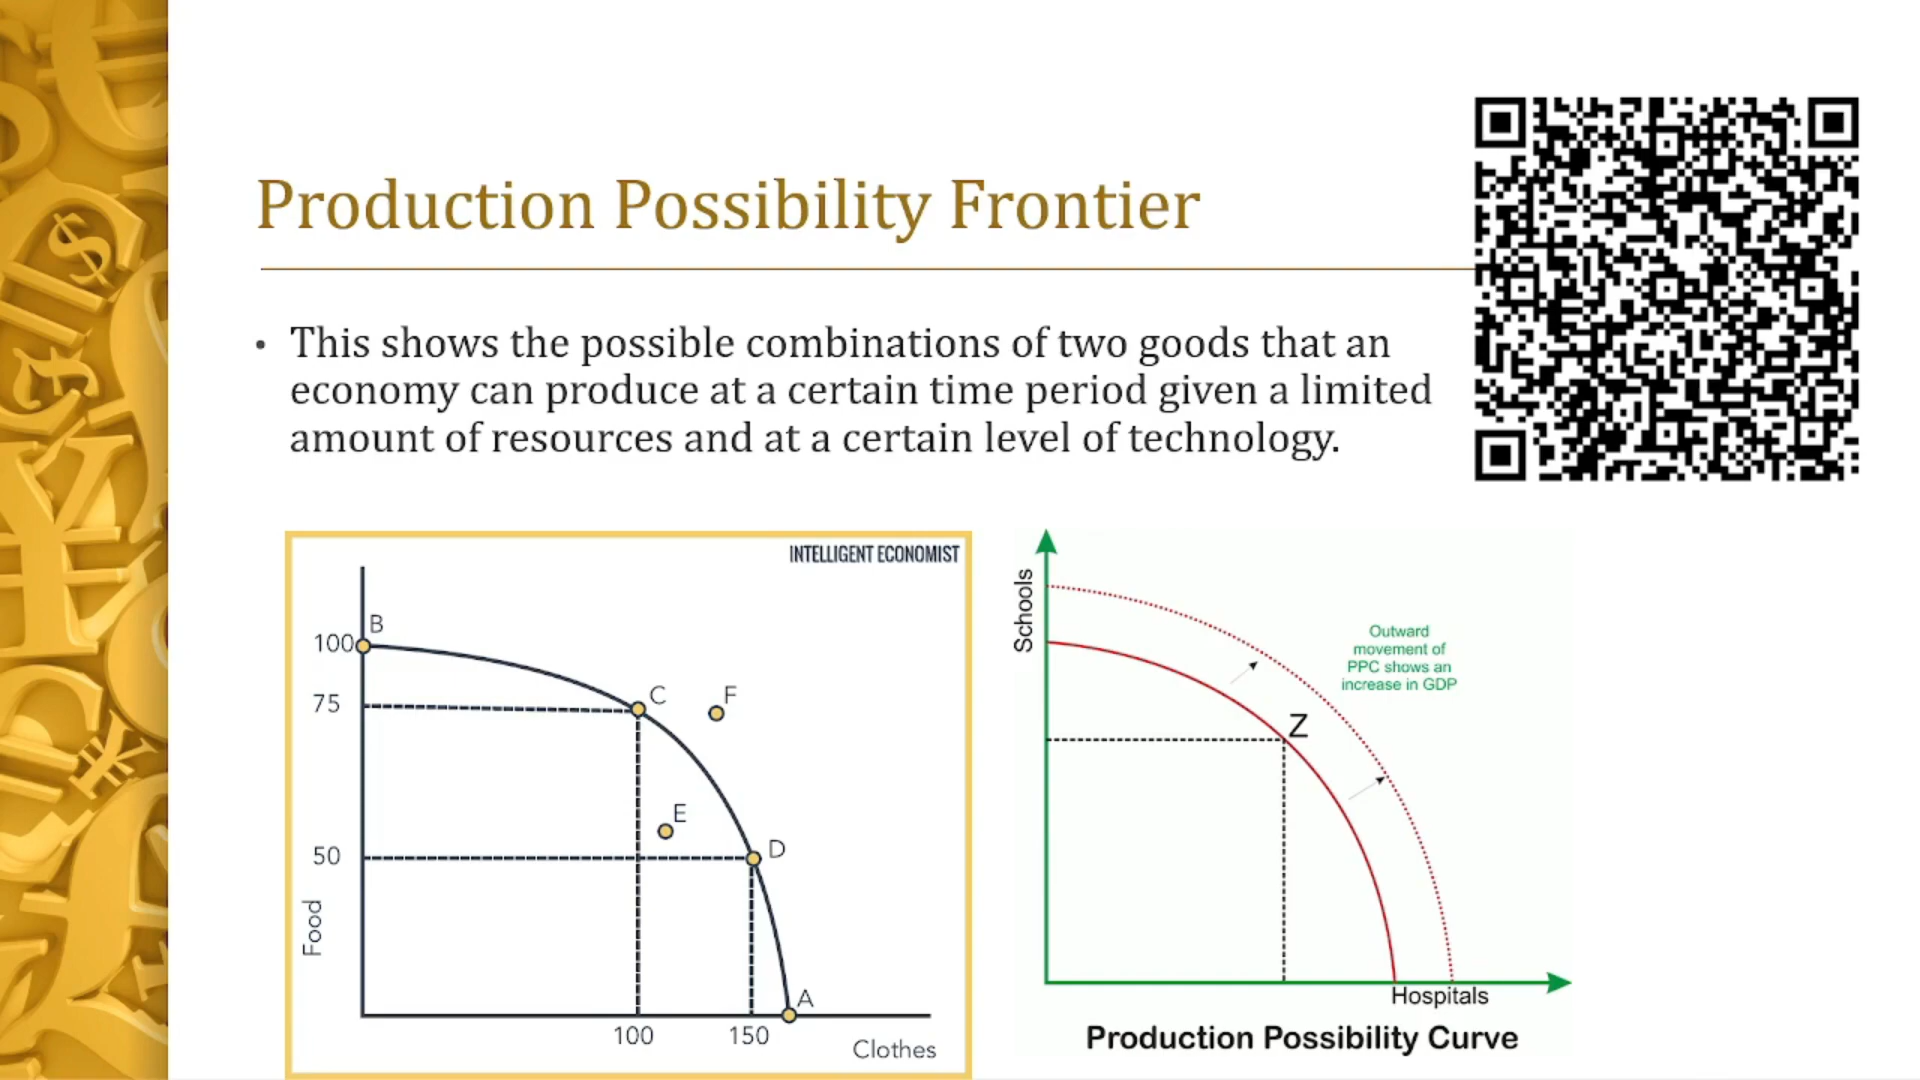 Production Possibility Frontier
• This shows the possible combinations of two goods that an
economy can produce at a certain time period given a limited
amount of resources and at a certain level of technology.
INTELLIGENT ECONOMIST
B
100
75
C
F
E
50
D
Food
A
100
150
Clothes
Schools
Outward
movement of
PPC shows an
increase in GDP
Z
Hospitals
Production Possibility Curve